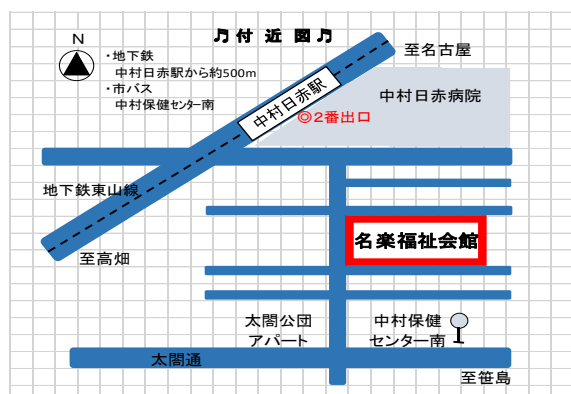 ♬付近図♬
N
・地下鉄
中村日赤駅から約500m
・市バス
中村保健センター南
至名古屋
中村日赤駅
中村日赤病院
◎2番出口
地下鉄東山線
至高畑
名楽福祉会館
太閤公団
アパート
中村保健
センター南
太閤通
至笹島